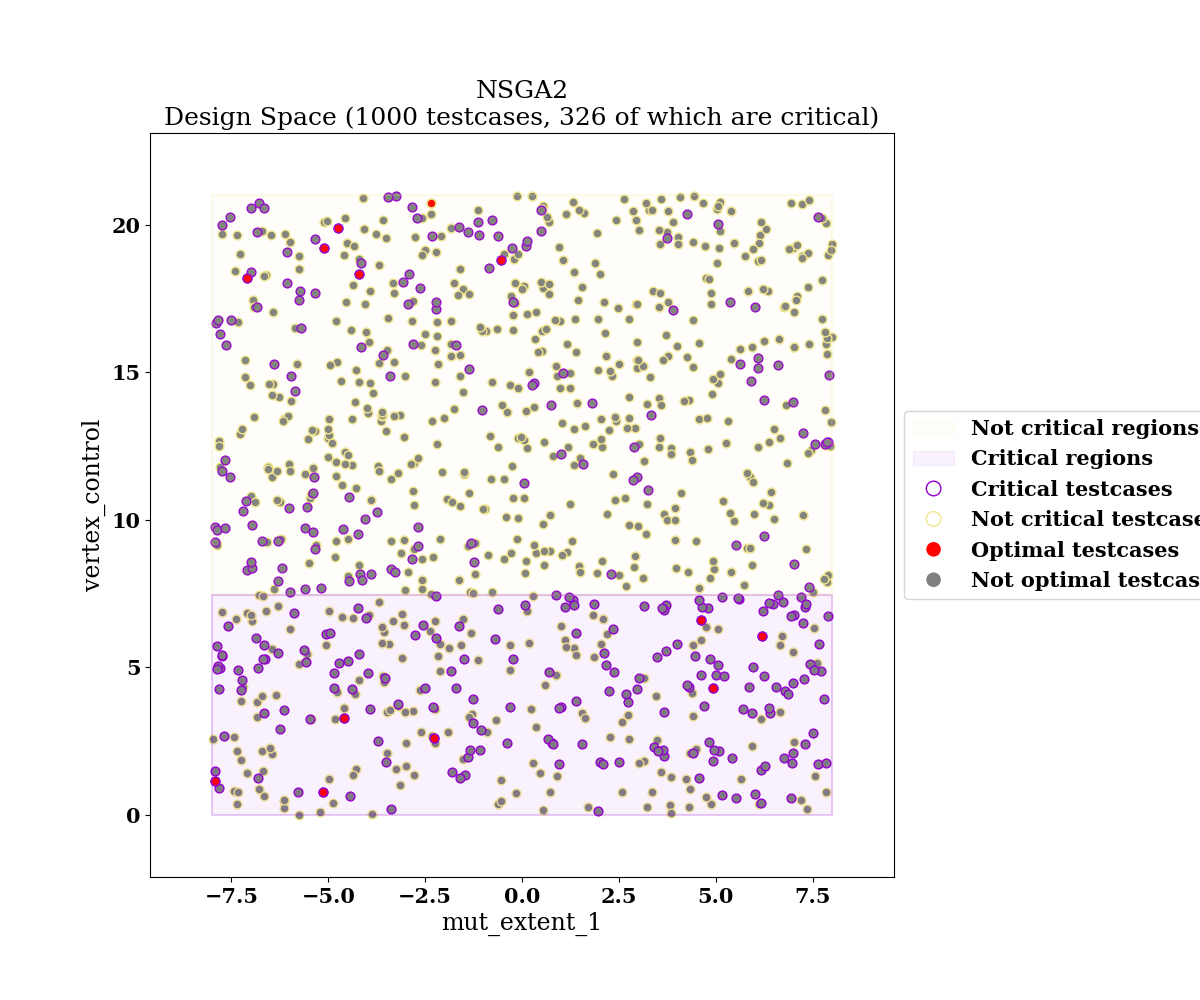 NSGA2
Design Space (1000 testcases, 326 of which are critical)
20
15
10
5
0
vertex_control
−7.5
−5.0
−2.5
0.0
2.5
5.0
7.5
mut_extent_1
Not critical regions
Critical regions
Critical testcases
Not critical testcase
Optimal testcases
Not optimal testcas